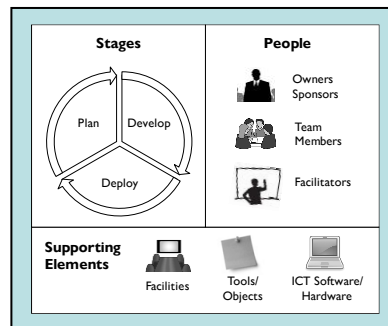 Stages
Plan
Develop
Deploy
People
Owners
Sponsors
Team
Members
Facilitators
Supporting
Elements
Facilities
Tools/
Objects
ICT Software/
Hardware